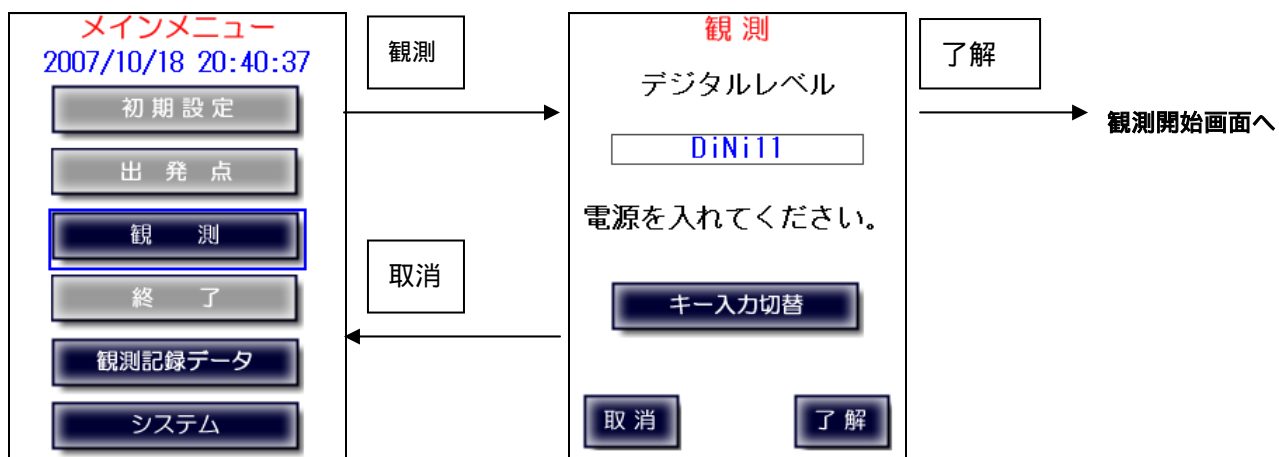 メインメニュー
2007/10/18 20:40:37
初期設定
出 発 点
観 測
終 了
観測記録データ
システム
観測
取消
観 測
デジタルレベル
DiNi11
電源を入れてください。
キー入力切替
取 消
了 解
了解
観測開始画面へ